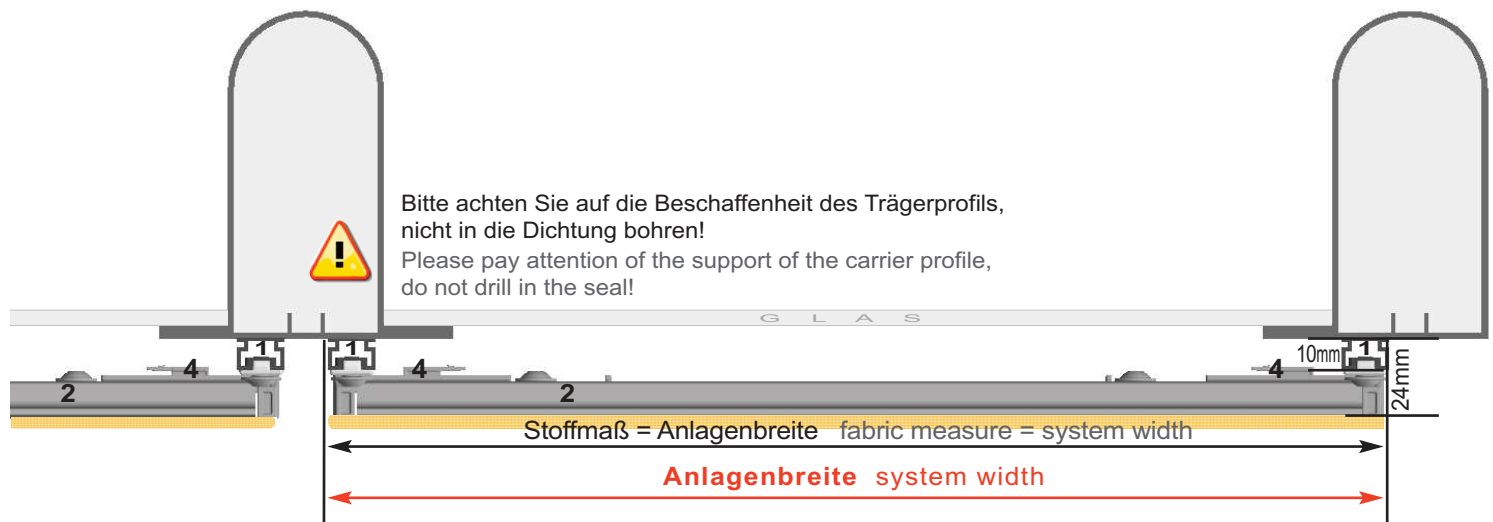 Bitte achten Sie auf die Beschaffenheit des Trägerprofils,
nicht in die Dichtung bohren!
Please pay attention of the support of the carrier profile,
do not drill in the seal!
!
G L A S
1 1 10mm 1
4 4 4 24mm
2 2
Stoffmaß = Anlagenbreite fabric measure = system width
Anlagenbreite system width